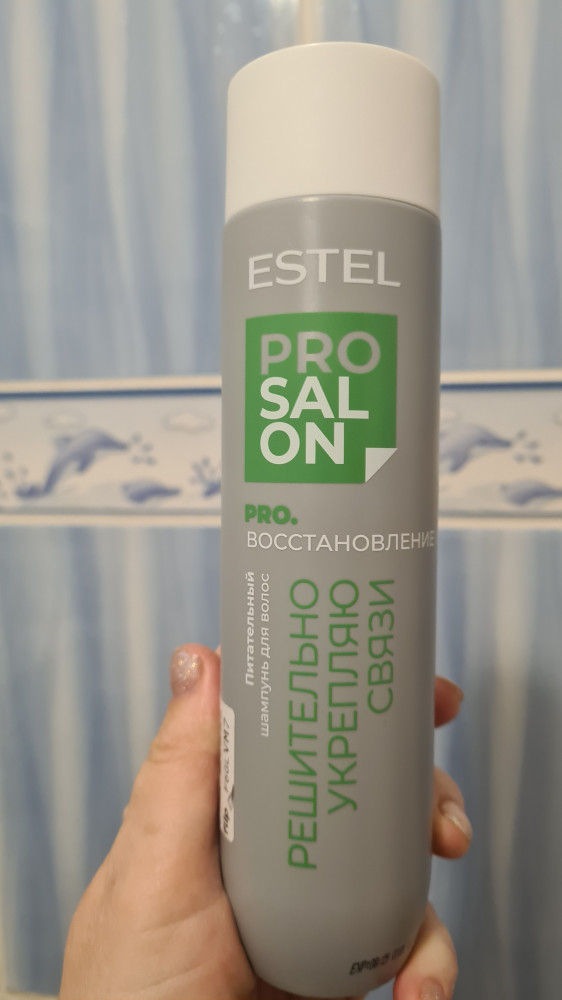 ESTEL
PRO
SAL
ON
PRO.
ВОССТАНОВЛЕНИЕ
Питательный
шампунь для волос
РЕШИТЕЛЬНО
УКРЕПЛЯЮ
СВЯЗИ